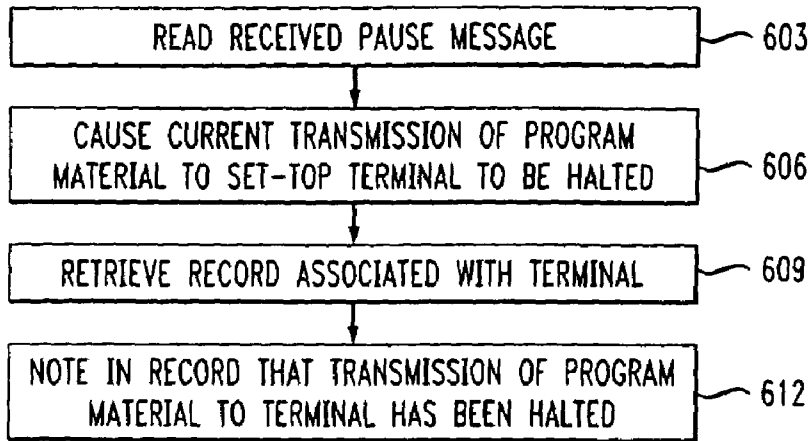 READ RECEIVED PAUSE MESSAGE
603
CAUSE CURRENT TRANSMISSION OF PROGRAM
MATERIAL TO SET-TOP TERMINAL TO BE HALTED
606
RETRIEVE RECORD ASSOCIATED WITH TERMINAL
609
NOTE IN RECORD THAT TRANSMISSION OF PROGRAM
MATERIAL TO TERMINAL HAS BEEN HALTED
612